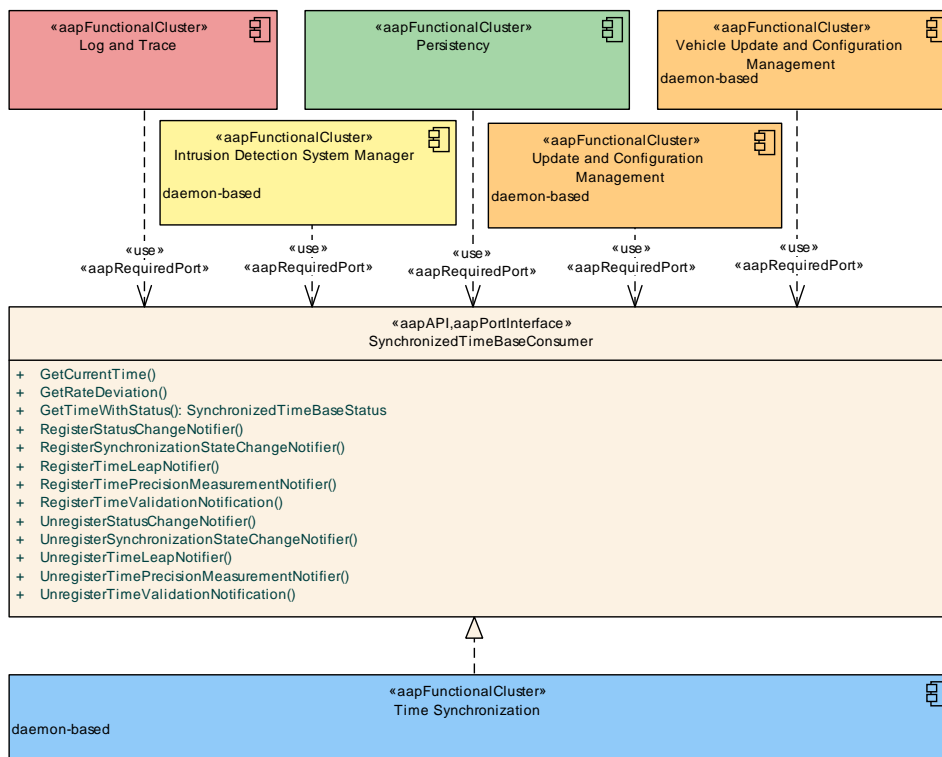 «aapFunctionalCluster»
Log and Trace
«aapFunctionalCluster»
Persistency
«aapFunctionalCluster»
Vehicle Update and Configuration
Management
daemon-based
«aapFunctionalCluster»
Intrusion Detection System Manager
daemon-based
«aapFunctionalCluster»
Update and Configuration
Management
daemon-based
«use»
«aapRequiredPort»
«use»
«aapRequiredPort»
«use»
«aapRequiredPort»
«use»
«aapRequiredPort»
«use»
«aapRequiredPort»
«aapAPI,aapPortInterface»
SynchronizedTimeBaseConsumer
+ GetCurrentTime()
+ GetRateDeviation()
+ GetTimeWithStatus(): SynchronizedTimeBaseStatus
+ RegisterStatusChangeNotifier()
+ RegisterSynchronizationStateChangeNotifier()
+ RegisterTimeLeapNotifier()
+ RegisterTimePrecisionMeasurementNotifier()
+ RegisterTimeValidationNotification()
+ UnregisterStatusChangeNotifier()
+ UnregisterSynchronizationStateChangeNotifier()
+ UnregisterTimeLeapNotifier()
+ UnregisterTimePrecisionMeasurementNotifier()
+ UnregisterTimeValidationNotification()
«aapFunctionalCluster»
Time Synchronization
daemon-based